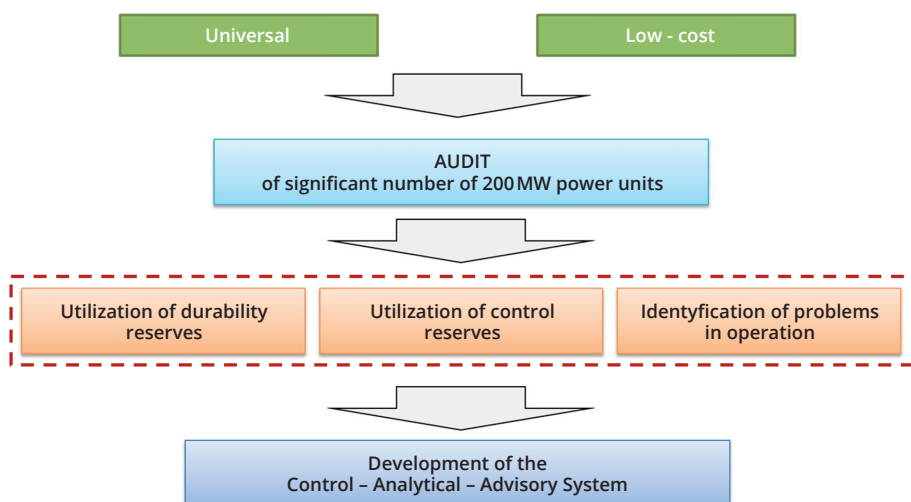 Universal
Low - cost
AUDIT
of significant number of 200 MW power units
Utilization of durability
reserves
Utilization of control
reserves
Identyfication of problems
in operation
Development of the
Control – Analytical – Advisory System